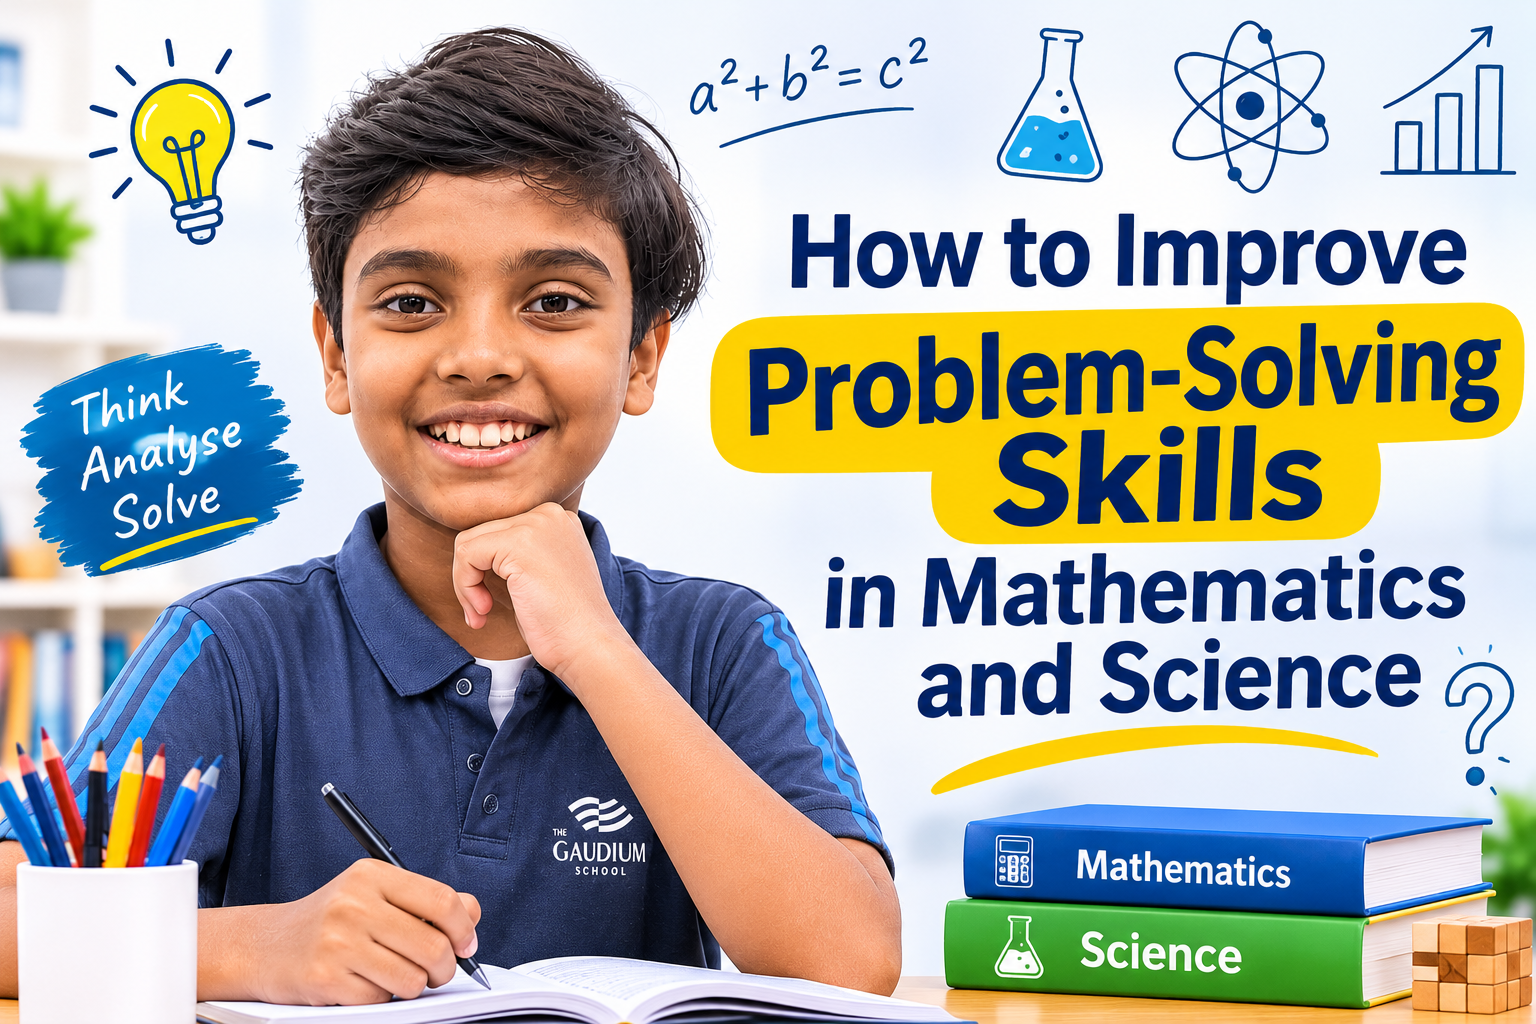 a² + b² = c²
How to Improve
Problem-Solving
Skills
in Mathematics
and Science
Think
Analyse
Solve
THE
GAUDIUM
SCHOOL
?
Mathematics
Science